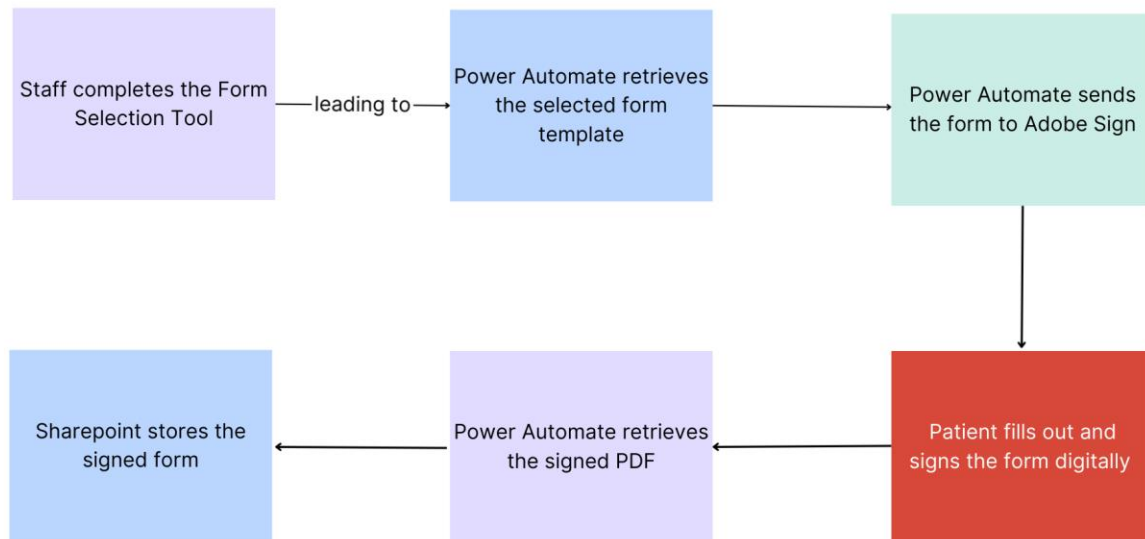 Staff completes the Form
Selection Tool
leading to
Power Automate retrieves
the selected form
template
Power Automate sends
the form to Adobe Sign
Patient fills out and
signs the form digitally
Power Automate retrieves
the signed PDF
Sharepoint stores the
signed form